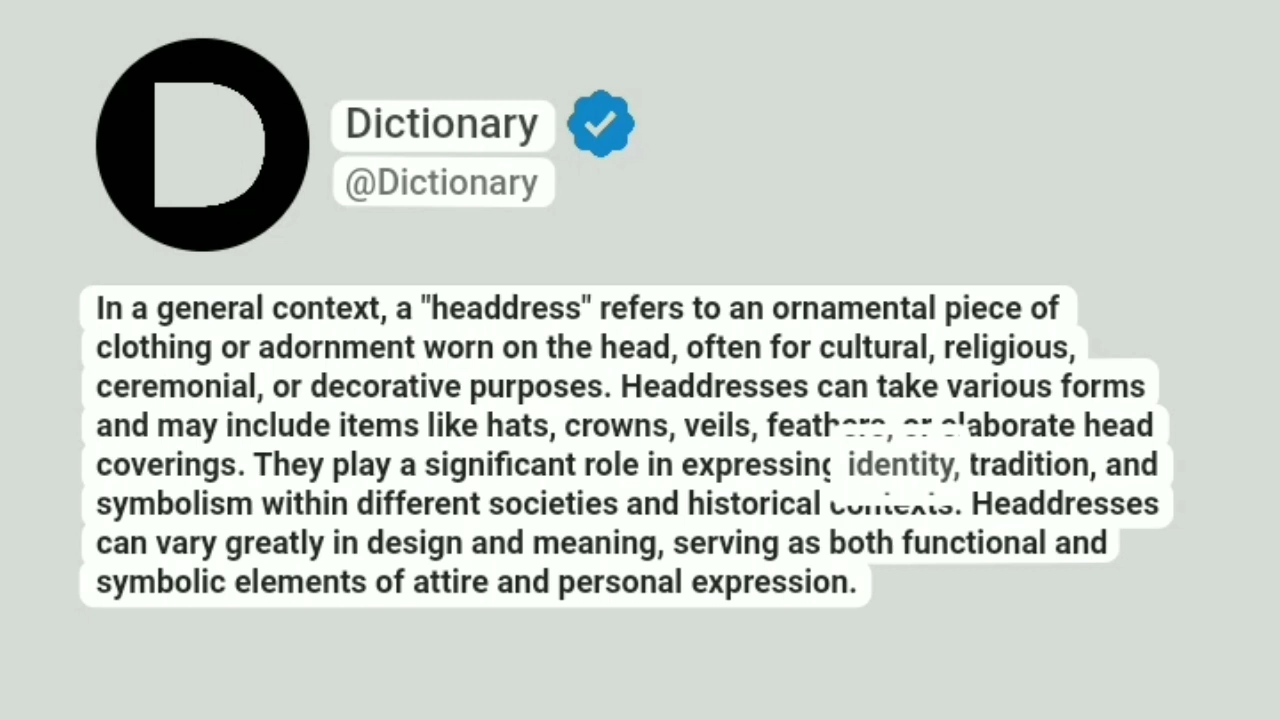 D
Dictionary
@Dictionary
In a general context, a "headdress" refers to an ornamental piece of
clothing or adornment worn on the head, often for cultural, religious,
ceremonial, or decorative purposes. Headdresses can take various forms
and may include items like hats, crowns, veils, feathers, or elaborate head
coverings. They play a significant role in expressing identity, tradition, and
symbolism within different societies and historical contexts. Headdresses
can vary greatly in design and meaning, serving as both functional and
symbolic elements of attire and personal expression.